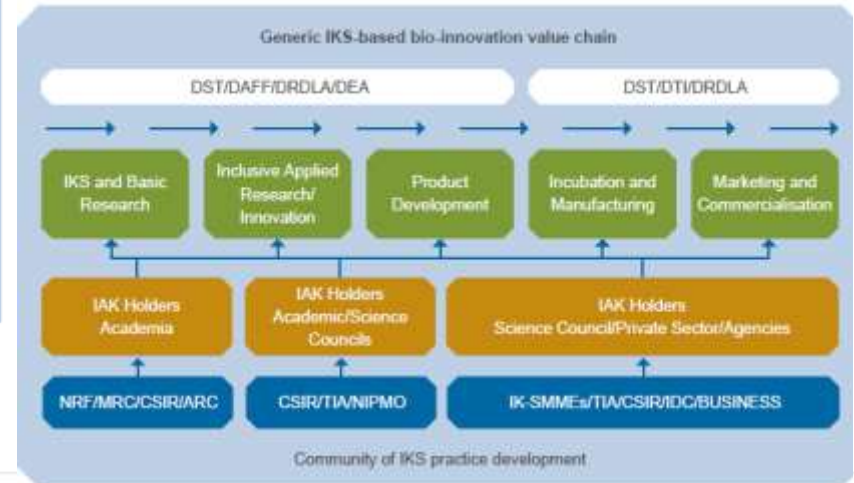 Generic IKS-based bio-innovation value chain
DST/DAFF/DRDLA/DEA
DST/DTI/DRDLA
IKS and Basic
Research
Inclusive Applied
Research/
Innovation
Product
Development
Incubation and
Manufacturing
Marketing and
Commercialisation
IAK Holders
Academia
IAK Holders
Academic/Science
Councils
IAK Holders
Science Council/Private Sector/Agencies
NRF/MRC/CSIR/ARC
CSIR/TIA/NIPMO
IK-SMMEs/TIA/CSIR/IDC/BUSINESS
Community of IKS practice development